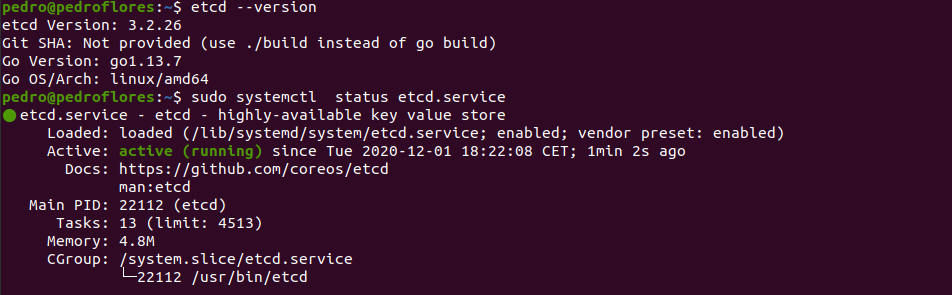 pedro@pedroflores:~$ etcd --version
etcd Version: 3.2.26
Git SHA: Not provided (use ./build instead of go build)
Go Version: go1.13.7
Go OS/Arch: linux/amd64
pedro@pedroflores:~$ sudo systemctl  status etcd.service
● etcd.service - etcd - highly-available key value store
     Loaded: loaded (/lib/systemd/system/etcd.service; enabled; vendor preset: enabled)
     Active: active (running) since Tue 2020-12-01 18:22:08 CET; 1min 2s ago
       Docs: https://github.com/coreos/etcd
             man:etcd
   Main PID: 22112 (etcd)
      Tasks: 13 (limit: 4513)
     Memory: 4.8M
     CGroup: /system.slice/etcd.service
             └─22112 /usr/bin/etcd